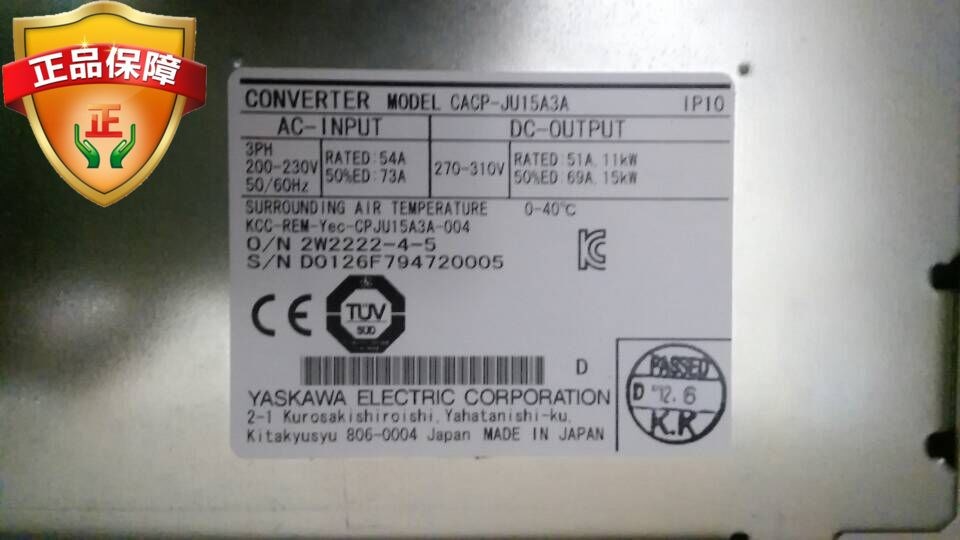 正品保障
正
CONVERTER MODEL CACP-JU15A3A IP10
AC-INPUT DC-OUTPUT
3PH
200-230V
50/60Hz
RATED:54A
50%ED:73A
270-310V
RATED:51A, 11kW
50%ED:69A, 15kW
SURROUNDING AIR TEMPERATURE 0-40℃
KCC-REM-Yec-CPJU15A3A-004
O/N 2W2222-4-5
S/N D0126F794720005
CE
TÜV
SÜD
D
YASKAWA ELECTRIC CORPORATION
2-1 Kurosakishiroishi, Yahatanishi-ku,
Kitakyusyu 806-0004 Japan MADE IN JAPAN
PASSED
D '12.6
K.K